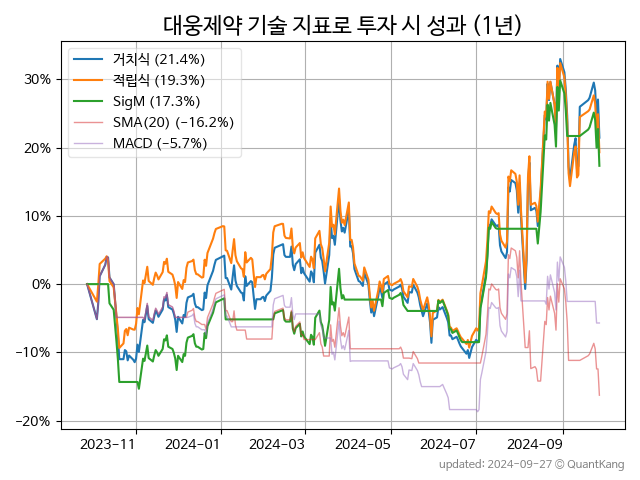 대웅제약 기술 지표로 투자 시 성과 (1년)
거치식 (21.4%)
적립식 (19.3%)
SigM (17.3%)
SMA(20) (−16.2%)
MACD (−5.7%)
30%
20%
10%
0%
−10%
−20%
2023-11 2024-01 2024-03 2024-05 2024-07 2024-09
updated: 2024-09-27 © QuantKang